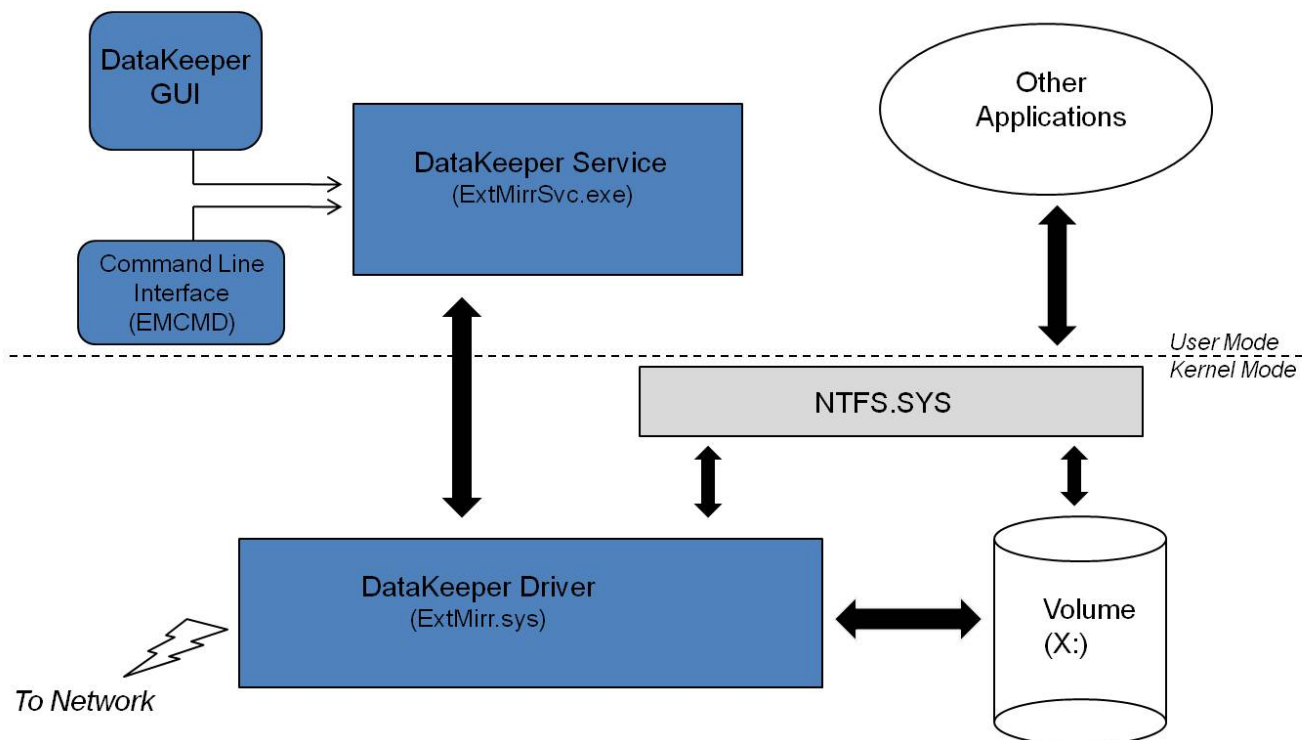 DataKeeper
GUI
DataKeeper Service
(ExtMirrSvc.exe)
Other
Applications
Command Line
Interface
(EMCMD)
User Mode
Kernel Mode
NTFS.SYS
DataKeeper Driver
(ExtMirr.sys)
Volume
(X:)
To Network